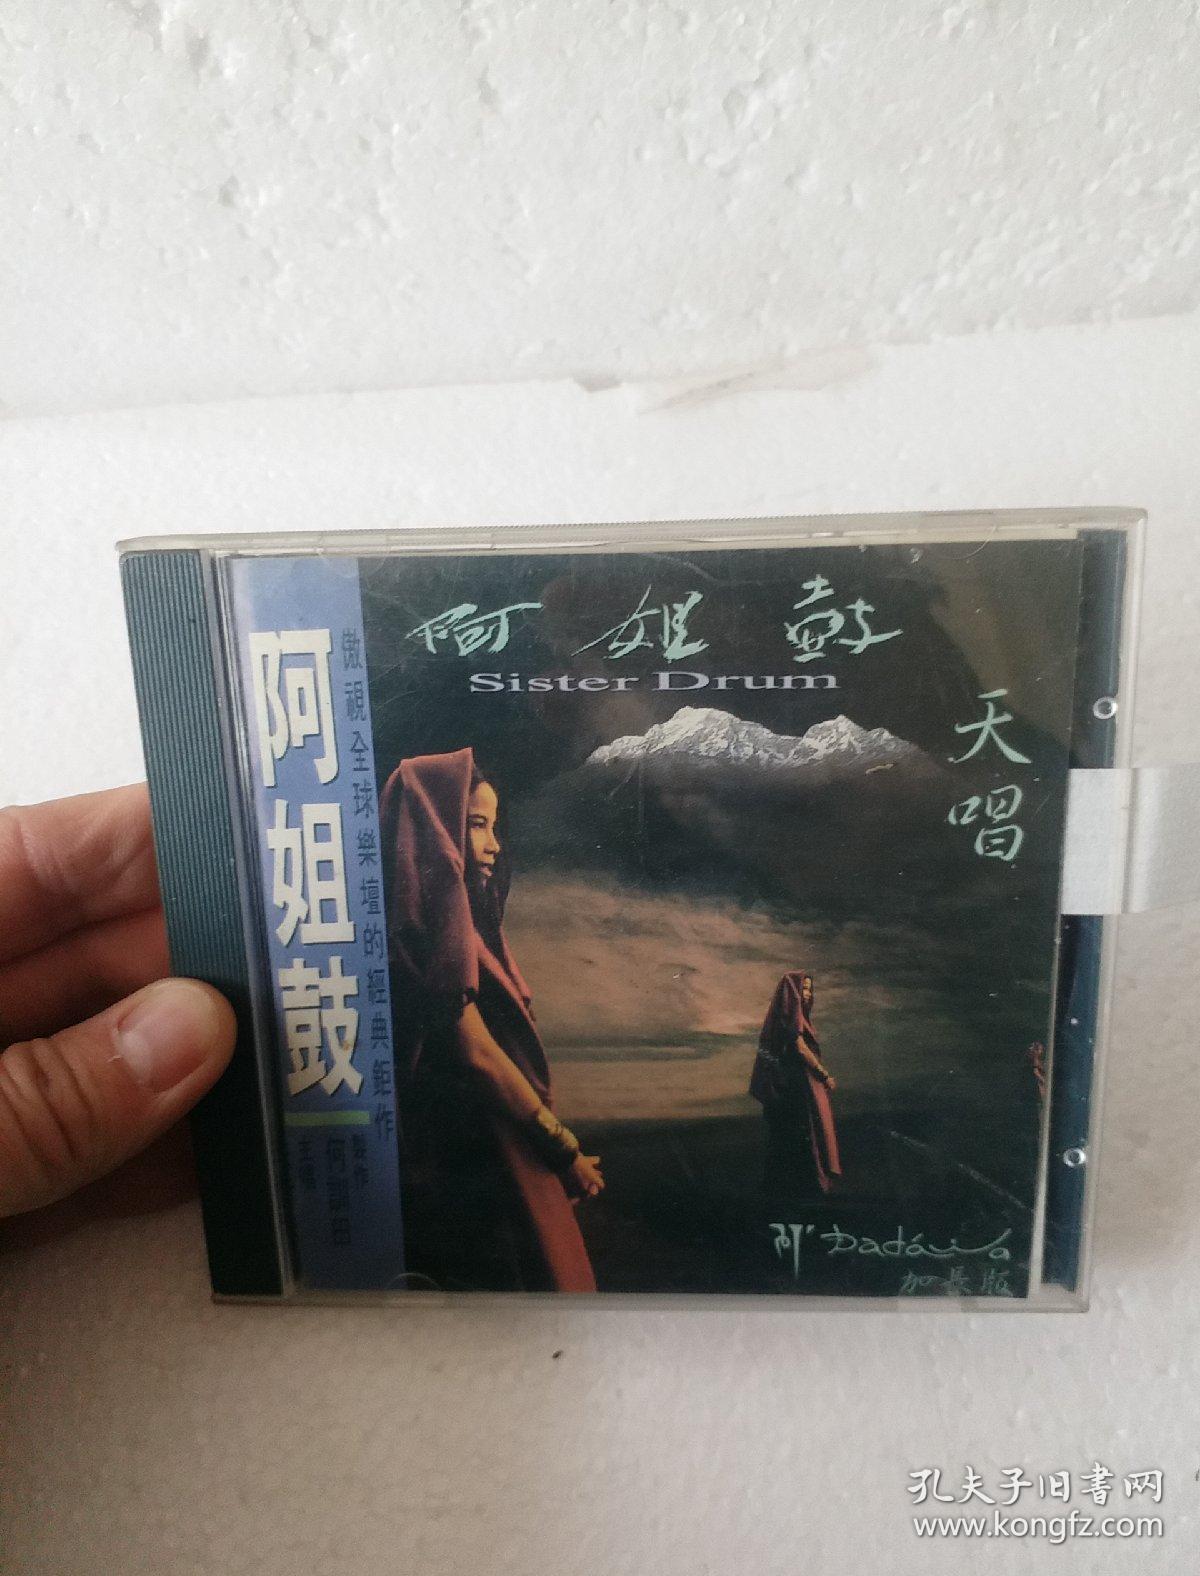 阿姐鼓
傲視全球樂壇的經典鉅作
製作
何訓田
主唱
阿姐鼓
Sister Drum
天唱
Dadáwa
加長版
孔夫子旧书网
www.kongfz.com